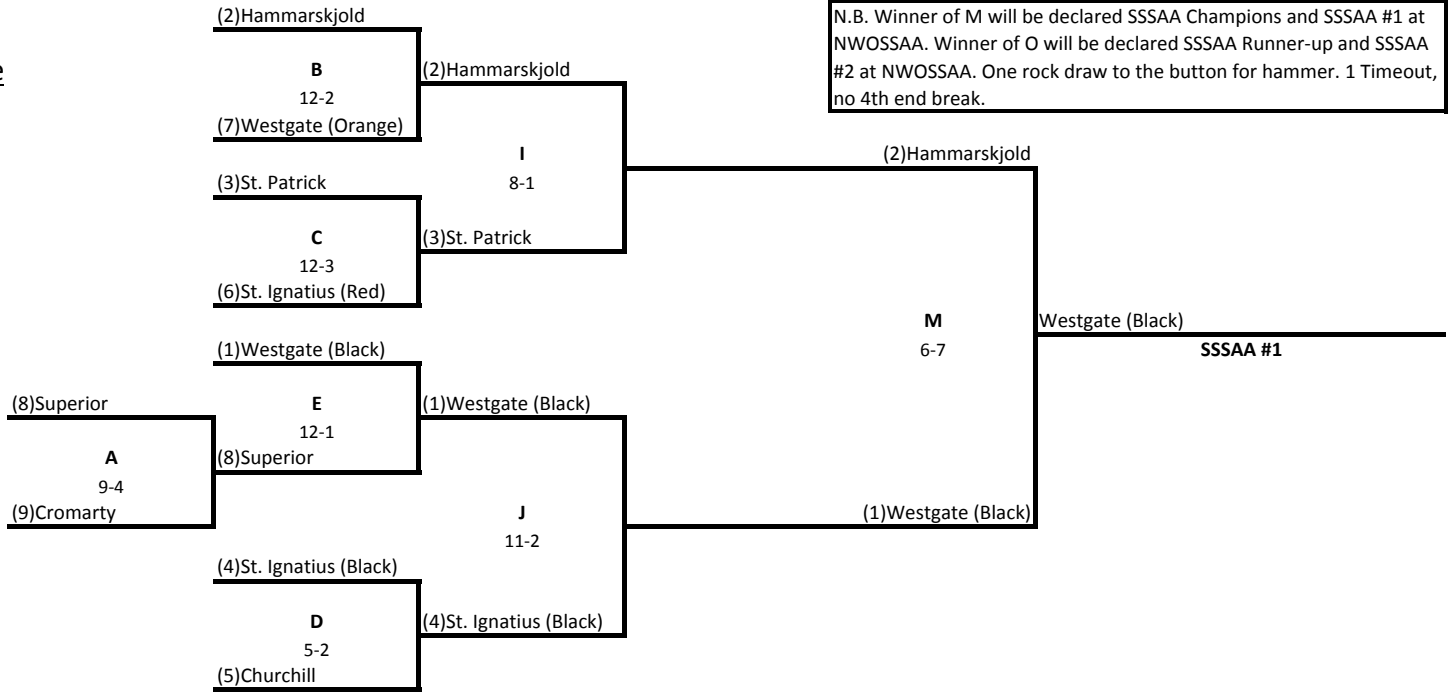 (2)Hammarskjold
N.B. Winner of M will be declared SSSAA Champions and SSSAA #1 at
NWOSSAA. Winner of O will be declared SSSAA Runner-up and SSSAA
#2 at NWOSSAA. One rock draw to the button for hammer. 1 Timeout,
no 4th end break.
e
B
(2)Hammarskjold
12-2
(7)Westgate (Orange)
I
(2)Hammarskjold
(3)St. Patrick
8-1
C
(3)St. Patrick
12-3
(6)St. Ignatius (Red)
M
Westgate (Black)
(1)Westgate (Black)
6-7
SSSAA #1
(8)Superior
E
(1)Westgate (Black)
12-1
A
(8)Superior
9-4
(9)Cromarty
J
(1)Westgate (Black)
11-2
(4)St. Ignatius (Black)
D
(4)St. Ignatius (Black)
5-2
(5)Churchill